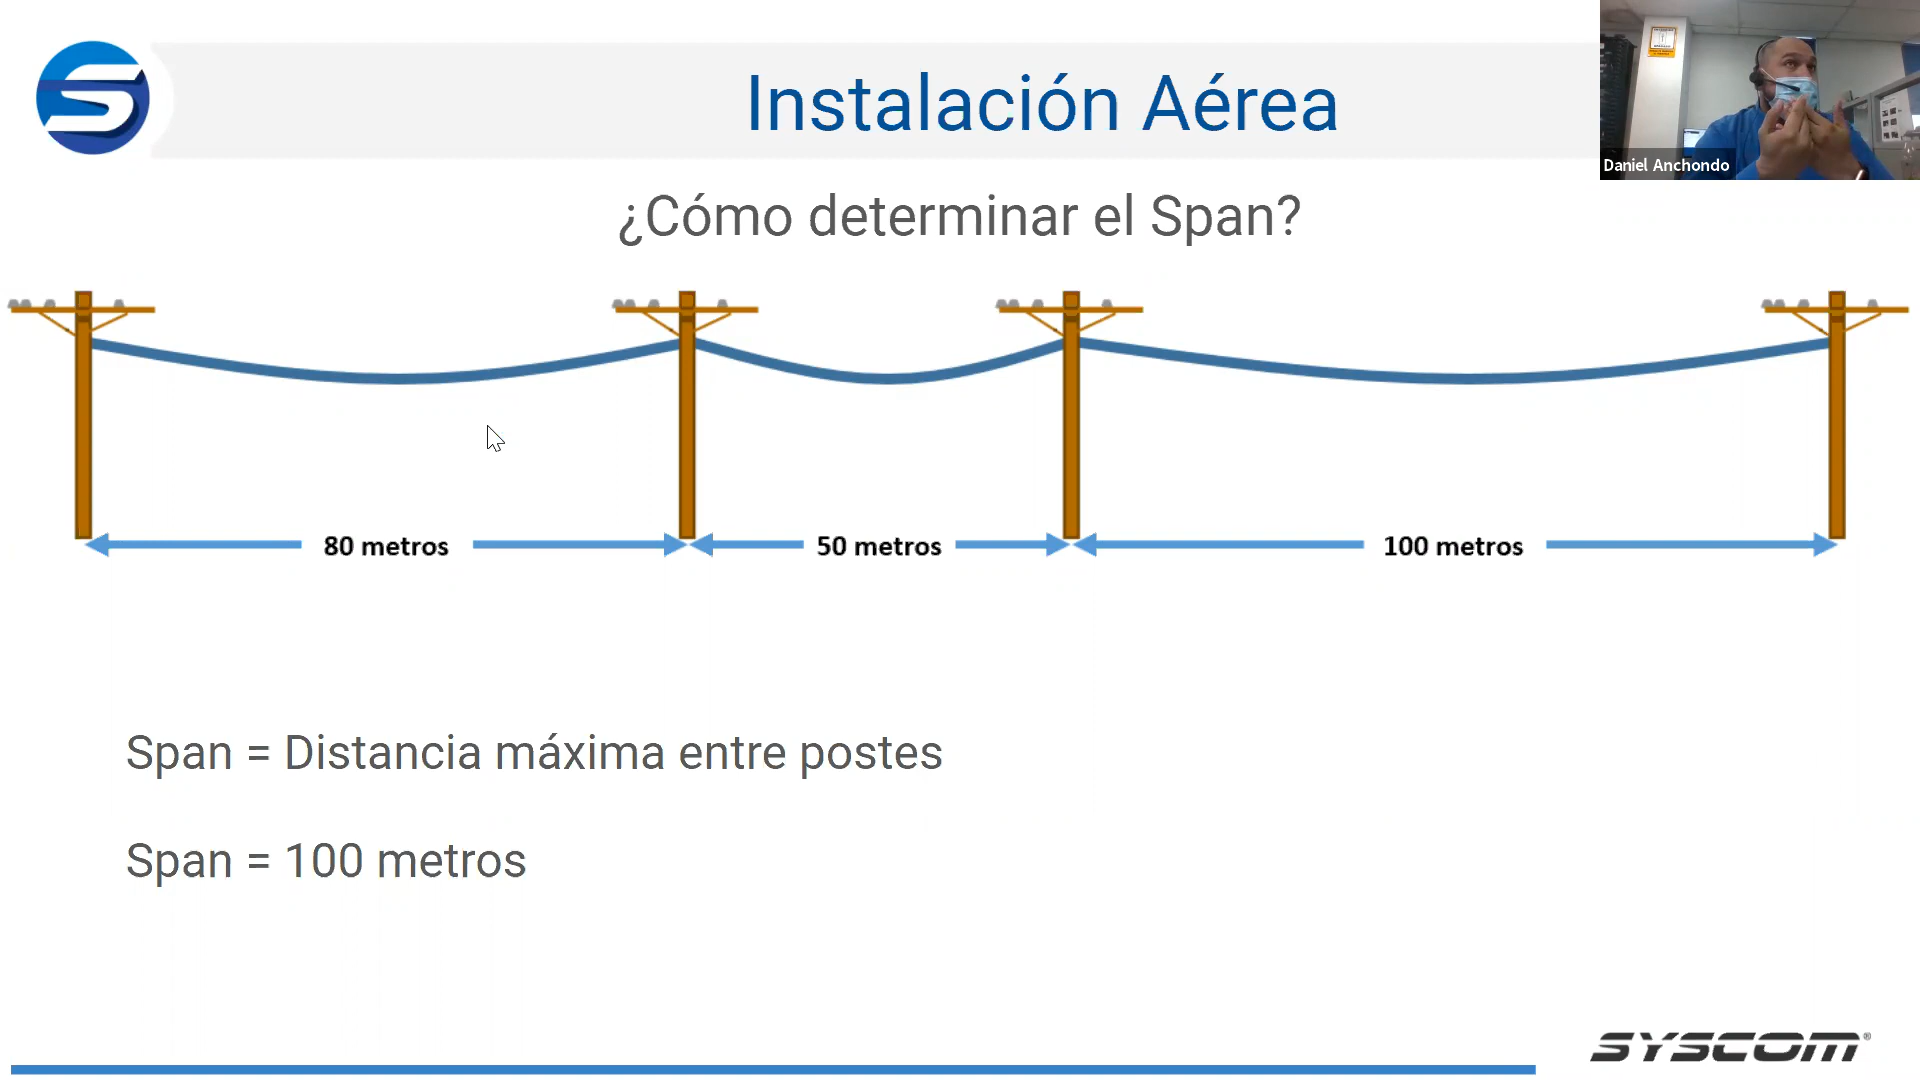 Instalación Aérea
Daniel Anchondo
¿Cómo determinar el Span?
80 metros
50 metros
100 metros
Span = Distancia máxima entre postes
Span = 100 metros
SYSCOM®